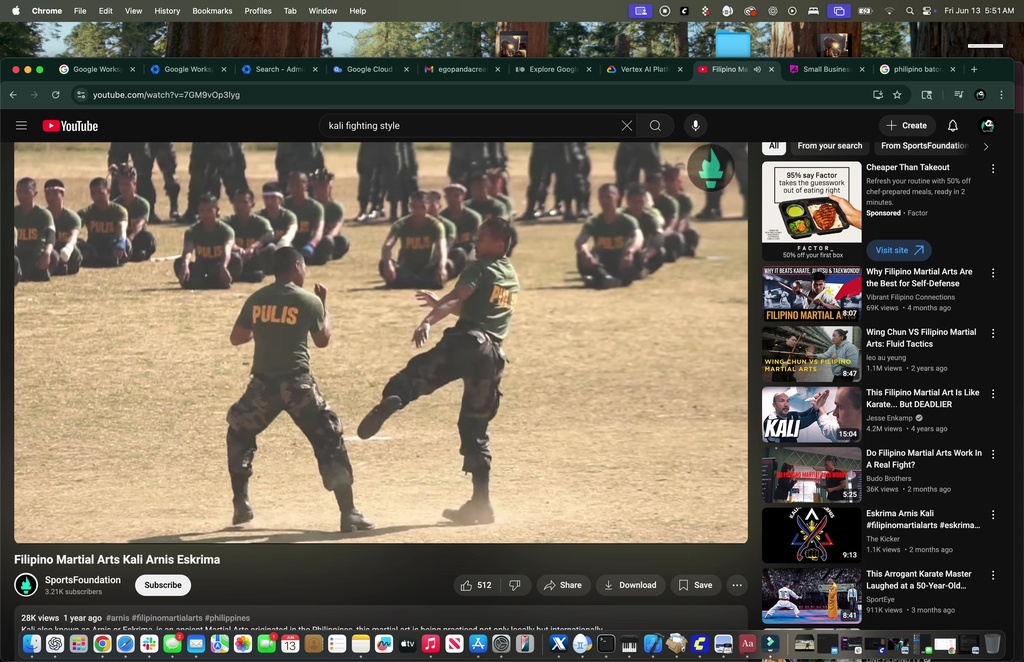 Chrome File Edit View History Bookmarks Profiles Tab Window Help Fri Jun 13 5:51 AM
Google Works Google Works Search - Adm Google Cloud egopandacrea Explore Googl Vertex AI Platf Filipino Ma Small Busines philipino bato
youtube.com/watch?v=7GM9vOp3lyg
YouTube
kali fighting style
Create
All From your search From SportsFoundation
PULIS
PULIS
PULIS
PULIS
PULIS
PULIS
95% say Factor
takes the guesswork
out of eating right
FACTOR_
50% off your first box
Cheaper Than Takeout
Refresh your routine with 50% off
chef-prepared meals, ready in 2
minutes.
Sponsored · Factor
Visit site
WHY IT BEATS KARATE, JIUJITSU & TAEKWONDO!
FILIPINO MARTIAL A
8:07
Why Filipino Martial Arts Are
the Best for Self-Defense
Vibrant Filipino Connections
69K views · 4 months ago
WING CHUN VS FILIPINO
MARTIAL ARTS
8:47
Wing Chun VS Filipino Martial
Arts: Fluid Tactics
leo au yeung
1.1M views · 2 years ago
KALI
15:04
This Filipino Martial Art Is Like
Karate... But DEADLIER
Jesse Enkamp
4.2M views · 4 years ago
5:25
Do Filipino Martial Arts Work In
A Real Fight?
Budo Brothers
36K views · 2 months ago
9:13
Eskrima Arnis Kali
#filipinomartialarts #eskrima...
The Kicker
1.1K views · 2 months ago
8:41
This Arrogant Karate Master
Laughed at a 50-Year-Old...
SportEye
911K views · 3 months ago
Filipino Martial Arts Kali Arnis Eskrima
SportsFoundation
3.21K subscribers
Subscribe
512
Share
Download
Save
28K views 1 year ago #arnis #filipinomartialarts #philippines